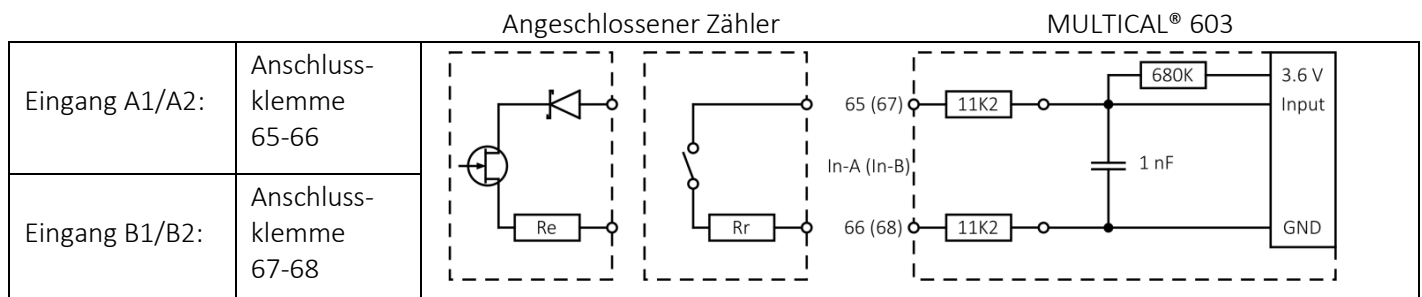 Angeschlossener Zähler
MULTICAL® 603
Eingang A1/A2:
Anschluss-
klemme
65-66
Eingang B1/B2:
Anschluss-
klemme
67-68
Re
Rr
65 (67)
In-A (In-B)
66 (68)
11K2
11K2
680K
1 nF
3.6 V
Input
GND